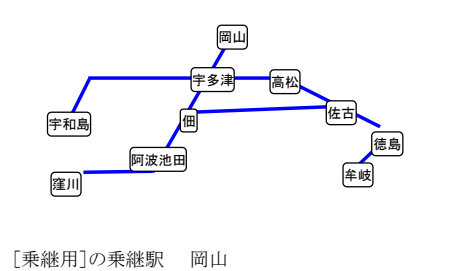 岡山
宇多津
高松
宇和島
佃
佐古
徳島
阿波池田
牟岐
窪川
[乗継用]の乗継駅 岡山